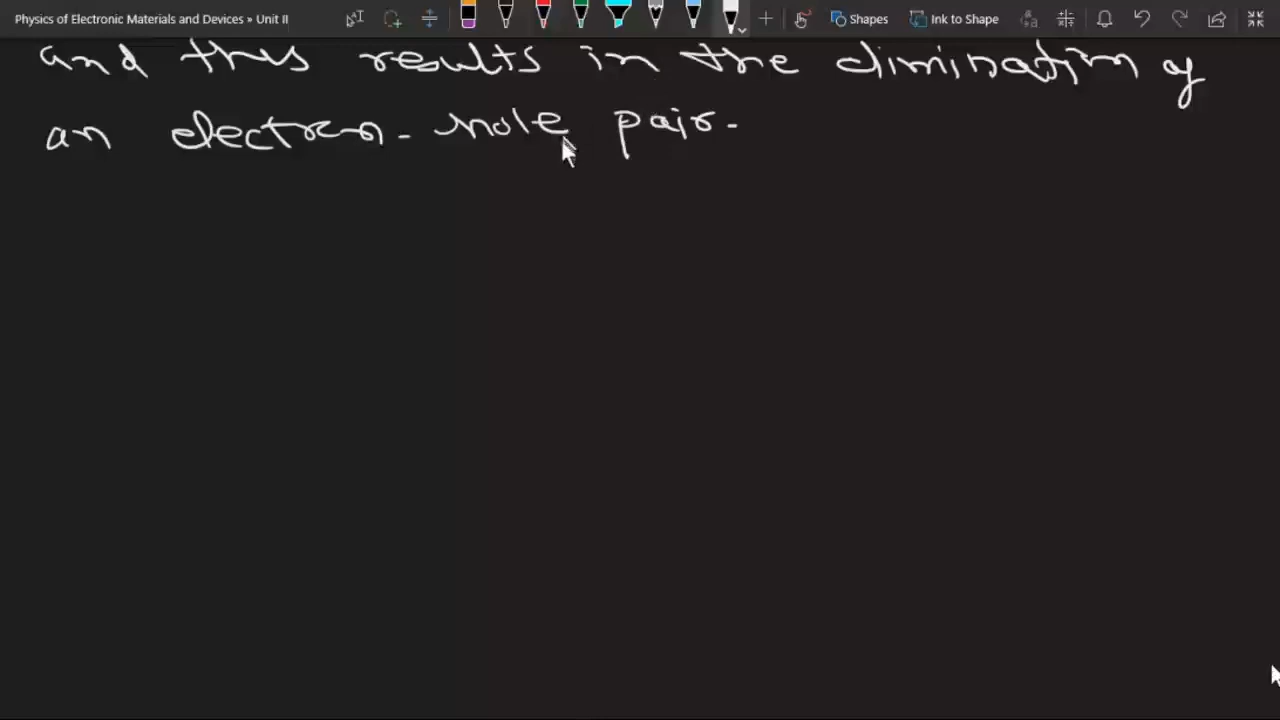 Physics of Electronic Materials and Devices » Unit II
Shapes
Ink to Shape
and this results in the elimination of
an electron-hole pair.